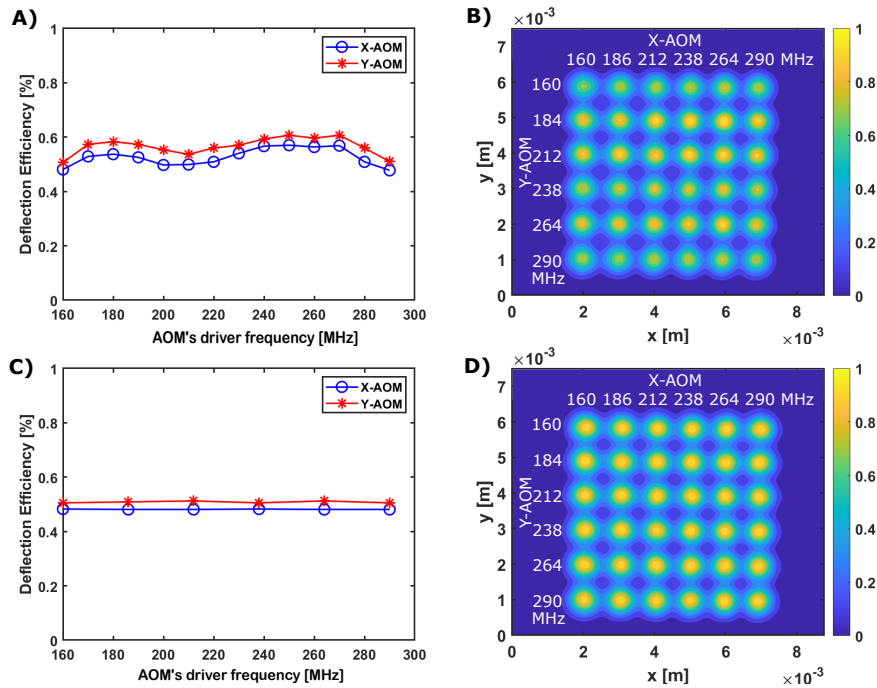 A)
1
0.8
0.6
0.4
0.2
0
Deflection Efficiency [%]
X-AOM
Y-AOM
160 180 200 220 240 260 280 300
AOM's driver frequency [MHz]
B)
×10⁻³
7
6
5
4
3
2
1
0
y [m]
X-AOM
160 186 212 238 264 290 MHz
Y-AOM
160
184
212
238
264
290
MHz
0 2 4 6 8
x [m]
×10⁻³
1
0.8
0.6
0.4
0.2
0
C)
1
0.8
0.6
0.4
0.2
0
Deflection Efficiency [%]
X-AOM
Y-AOM
160 180 200 220 240 260 280 300
AOM's driver frequency [MHz]
D)
×10⁻³
7
6
5
4
3
2
1
0
y [m]
X-AOM
160 186 212 238 264 290 MHz
Y-AOM
160
184
212
238
264
290
MHz
0 2 4 6 8
x [m]
×10⁻³
1
0.8
0.6
0.4
0.2
0